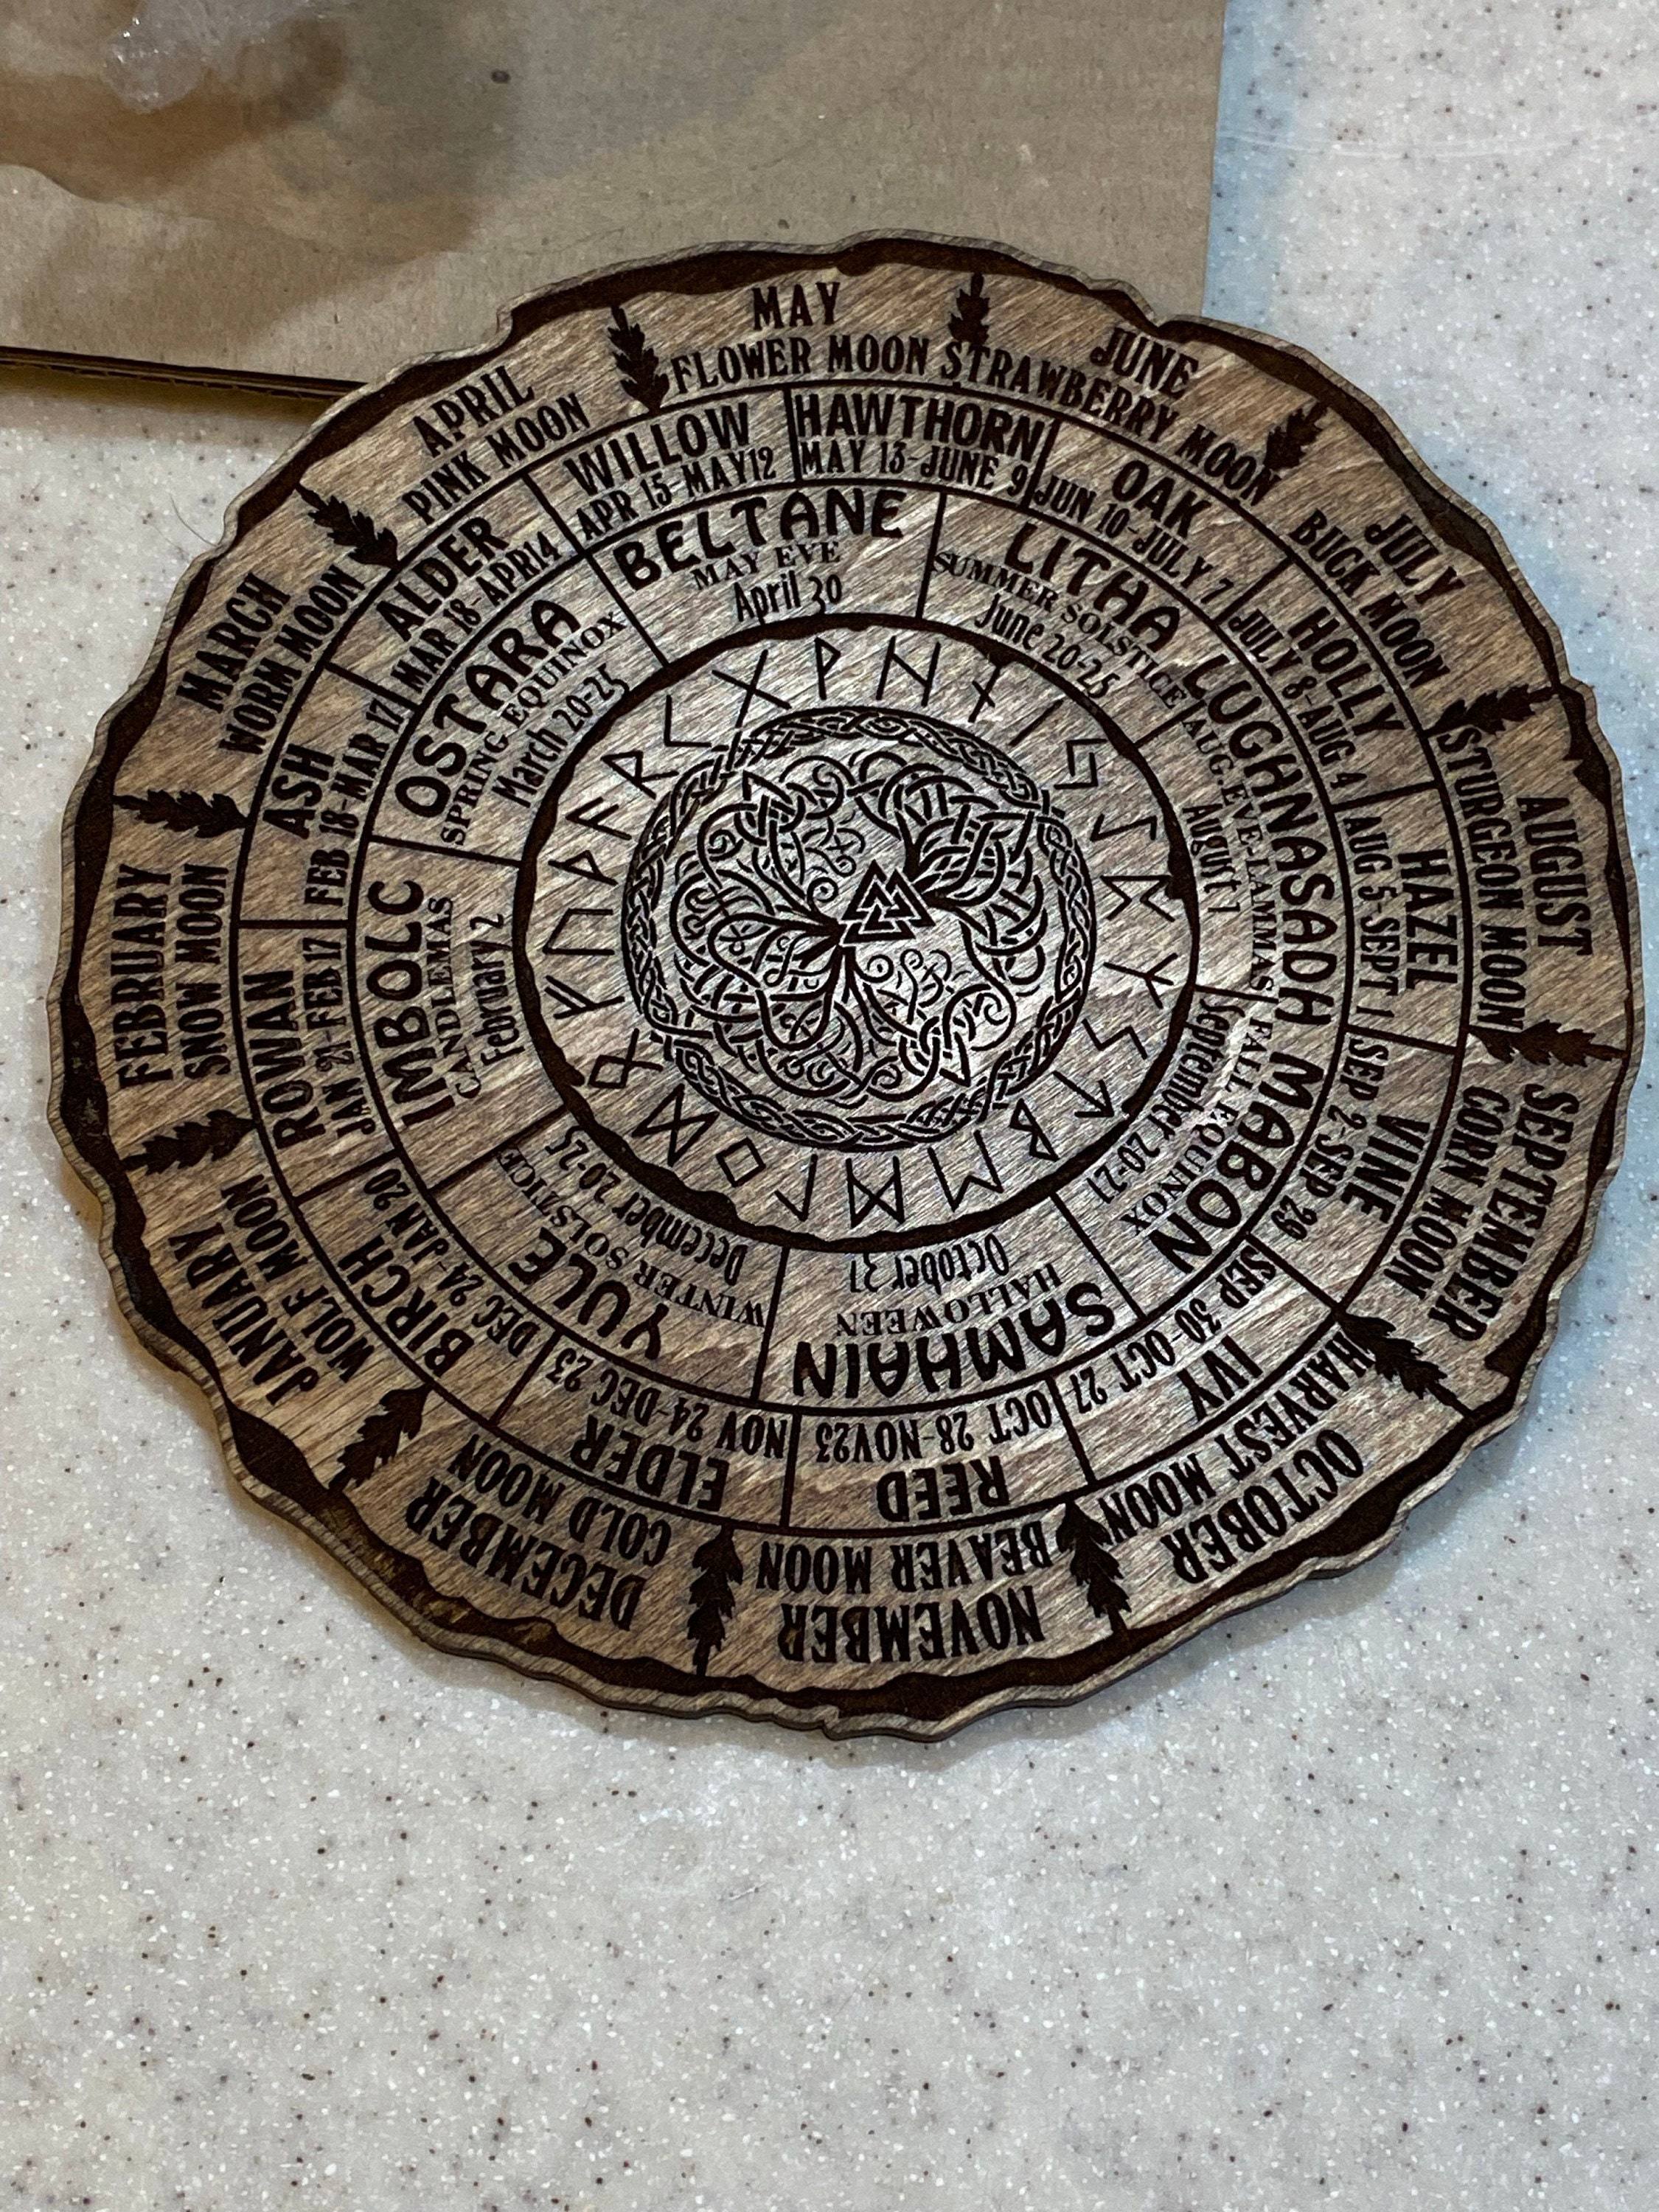 JANUARY
WOLF MOON
FEBRUARY
SNOW MOON
MARCH
WORM MOON
APRIL
PINK MOON
MAY
FLOWER MOON
JUNE
STRAWBERRY MOON
JULY
BUCK MOON
AUGUST
STURGEON MOON
SEPTEMBER
CORN MOON
OCTOBER
HARVEST MOON
NOVEMBER
BEAVER MOON
DECEMBER
COLD MOON
BIRCH
DEC 24-JAN 20
ROWAN
JAN 21-FEB 17
ASH
FEB 18-MAR 17
ALDER
MAR 18-APR14
WILLOW
APR 15-MAY12
HAWTHORN
MAY 13-JUNE 9
OAK
JUN 10-JULY 7
HOLLY
JULY 8-AUG 4
HAZEL
AUG 5-SEPT 1
VINE
SEP 2-SEP 29
IVY
SEP 30-OCT 27
REED
OCT 28-NOV23
ELDER
NOV 24-DEC 23
IMBOLC
CANDLEMAS
February 2
OSTARA
SPRING EQUINOX
March 20-25
BELTANE
MAY EVE
April 30
LITHA
SUMMER SOLSTICE
June 20-25
LUGHNASADH
AUG-EVE-LAMMAS
August 1
MABON
FALL EQUINOX
September 20-21
SAMHAIN
HALLOWEEN
October 31
YULE
WINTER SOLSTICE
December 20-25